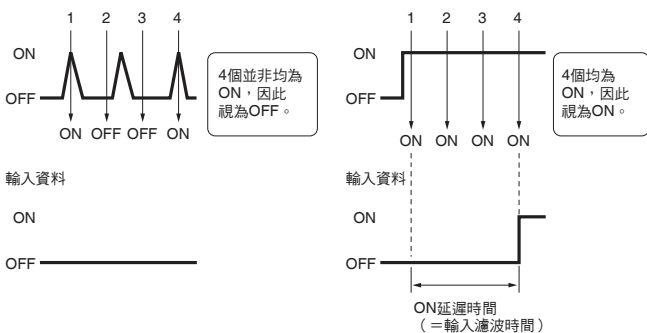 1 2 3 4
ON
OFF
ON OFF OFF ON
4個並非均為
ON，因此
視為OFF。
輸入資料
ON
OFF
1 2 3 4
ON
OFF
ON ON ON ON
4個均為
ON，因此
視為ON。
輸入資料
ON
OFF
ON延遲時間
（＝輸入濾波時間）